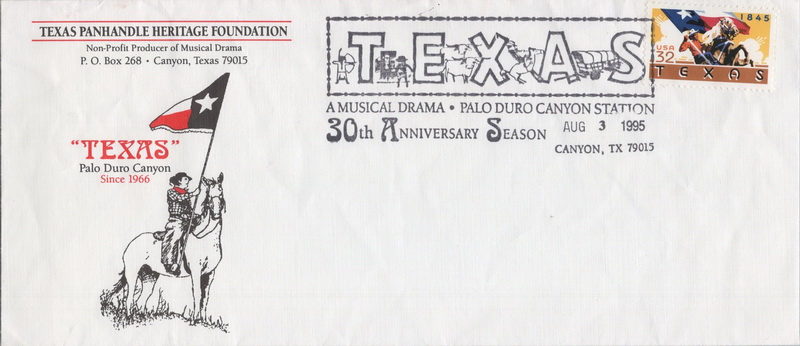 TEXAS PANHANDLE HERITAGE FOUNDATION
Non-Profit Producer of Musical Drama
P. O. Box 268 · Canyon, Texas 79015
"TEXAS"
Palo Duro Canyon
Since 1966
TEXAS
A MUSICAL DRAMA • PALO DURO CANYON STATION
30th ANNIVERSARY SEASON AUG 3 1995
CANYON, TX 79015
1845
USA
32
TEXAS